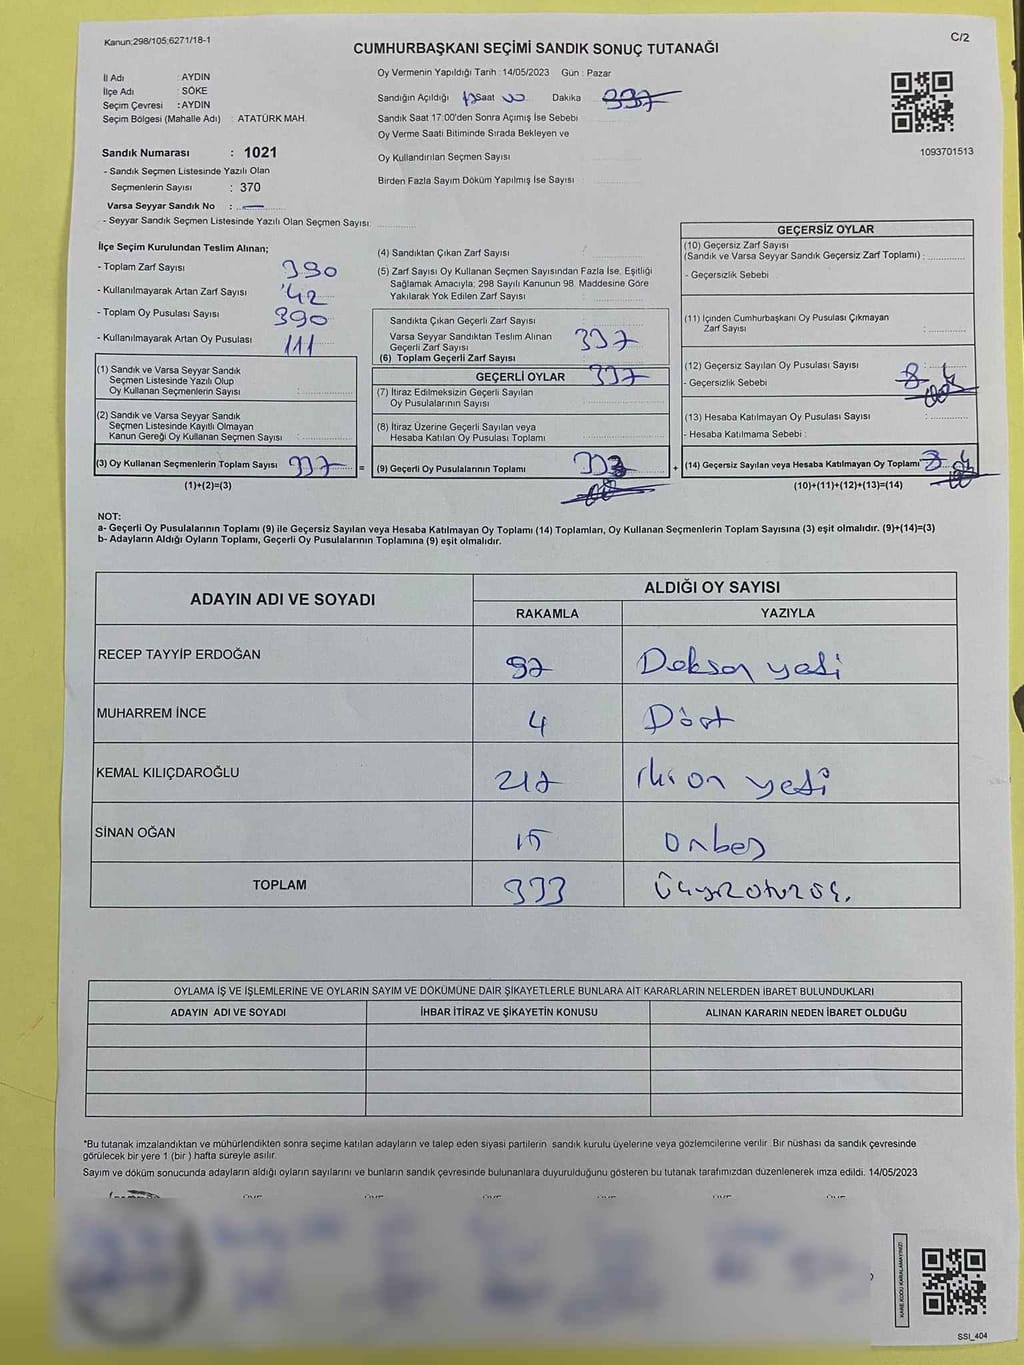 Kanun:298/105;6271/18-1
C/2
CUMHURBAŞKANI SEÇİMİ SANDIK SONUÇ TUTANAĞI
İl Adı : AYDIN
İlçe Adı : SÖKE
Seçim Çevresi : AYDIN
Seçim Bölgesi (Mahalle Adı) : ATATÜRK MAH.
Sandık Numarası : 1021
- Sandık Seçmen Listesinde Yazılı Olan
Seçmenlerin Sayısı : 370
Varsa Seyyar Sandık No :
- Seyyar Sandık Seçmen Listesinde Yazılı Olan Seçmen Sayısı:
Oy Vermenin Yapıldığı Tarih :14/05/2023 Gün : Pazar
Sandığın Açıldığı 17 Saat 00 Dakika 337
Sandık Saat 17.00'den Sonra Açımış İse Sebebi
Oy Verme Saati Bitiminde Sırada Bekleyen ve
Oy Kullandırılan Seçmen Sayısı
Birden Fazla Sayım Döküm Yapılmış İse Sayısı
1093701513
İlçe Seçim Kurulundan Teslim Alınan;
- Toplam Zarf Sayısı 390
- Kullanılmayarak Artan Zarf Sayısı 42
- Toplam Oy Pusulası Sayısı 390
- Kullanılmayarak Artan Oy Pusulası 111
(1) Sandık ve Varsa Seyyar Sandık
Seçmen Listesinde Yazılı Olup
Oy Kullanan Seçmenlerin Sayısı :
(2) Sandık ve Varsa Seyyar Sandık
Seçmen Listesinde Kayıtlı Olmayan
Kanun Gereği Oy Kullanan Seçmen Sayısı :
(3) Oy Kullanan Seçmenlerin Toplam Sayısı 337 =
(1)+(2)=(3)
(4) Sandıktan Çıkan Zarf Sayısı :
(5) Zarf Sayısı Oy Kullanan Seçmen Sayısından Fazla İse, Eşitliği
Sağlamak Amacıyla, 298 Sayılı Kanunun 98. Maddesine Göre
Yakılarak Yok Edilen Zarf Sayısı :
Sandıkta Çıkan Geçerli Zarf Sayısı
Varsa Seyyar Sandıktan Teslim Alınan
Geçerli Zarf Sayısı 337
(6) Toplam Geçerli Zarf Sayısı
GEÇERLİ OYLAR 337
(7) İtiraz Edilmeksizin Geçerli Sayılan
Oy Pusulalarının Sayısı
(8) İtiraz Üzerine Geçerli Sayılan veya
Hesaba Katılan Oy Pusulası Toplamı
(9) Geçerli Oy Pusulalarının Toplamı 333 +
GEÇERSİZ OYLAR
(10) Geçersiz Zarf Sayısı
(Sandık ve Varsa Seyyar Sandık Geçersiz Zarf Toplamı) :
- Geçersizlik Sebebi
(11) İçinden Cumhurbaşkanı Oy Pusulası Çıkmayan
Zarf Sayısı :
(12) Geçersiz Sayılan Oy Pusulası Sayısı : 4
- Geçersizlik Sebebi
(13) Hesaba Katılmayan Oy Pusulası Sayısı :
- Hesaba Katılmama Sebebi :
(14) Geçersiz Sayılan veya Hesaba Katılmayan Oy Toplamı 4
(10)+(11)+(12)+(13)=(14)
NOT:
a- Geçerli Oy Pusulalarının Toplamı (9) ile Geçersiz Sayılan veya Hesaba Katılmayan Oy Toplamı (14) Toplamları, Oy Kullanan Seçmenlerin Toplam Sayısına (3) eşit olmalıdır. (9)+(14)=(3)
b- Adayların Aldığı Oyların Toplamı, Geçerli Oy Pusulalarının Toplamına (9) eşit olmalıdır.
ADAYIN ADI VE SOYADI ALDIĞI OY SAYISI
RAKAMLA YAZIYLA
RECEP TAYYİP ERDOĞAN 97 Doksan yedi
MUHARREM İNCE 4 Dört
KEMAL KILIÇDAROĞLU 217 iki on yedi
SİNAN OĞAN 15 onbeş
TOPLAM 333 Üçyüzotuzüç.
OYLAMA İŞ VE İŞLEMLERİNE VE OYLARIN SAYIM VE DÖKÜMÜNE DAİR ŞİKAYETLERLE BUNLARA AİT KARARLARIN NELERDEN İBARET BULUNDUKLARI
ADAYIN ADI VE SOYADI İHBAR İTİRAZ VE ŞİKAYETİN KONUSU ALINAN KARARIN NEDEN İBARET OLDUĞU
*Bu tutanak imzalandıktan ve mühürlendikten sonra seçime katılan adayların ve talep eden siyasi partilerin sandık kurulu üyelerine veya gözlemcilerine verilir. Bir nüshası da sandık çevresinde
görülecek bir yere 1 (bir ) hafta süreyle asılır.
Sayım ve döküm sonucunda adayların aldığı oyların sayılarını ve bunların sandık çevresinde bulunanlara duyurulduğunu gösteren bu tutanak tarafımızdan düzenlenerek imza edildi. 14/05/2023
KARE KODU KARALAMAYINIZ!
SSI_404